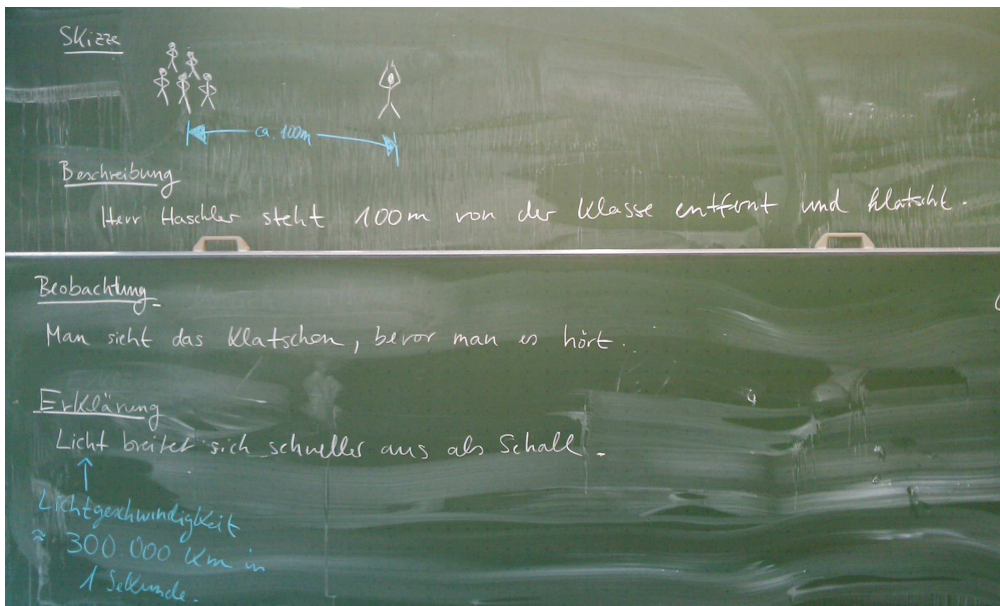 Skizze
ca. 100m
Beschreibung
Herr Haschler steht 100m von der Klasse entfernt und klatscht.
Beobachtung
Man sieht das Klatschen, bevor man es hört.
Erklärung
Licht breitet sich schneller aus als Schall.
Lichtgeschwindigkeit
≈ 300.000 km in
1 Sekunde.